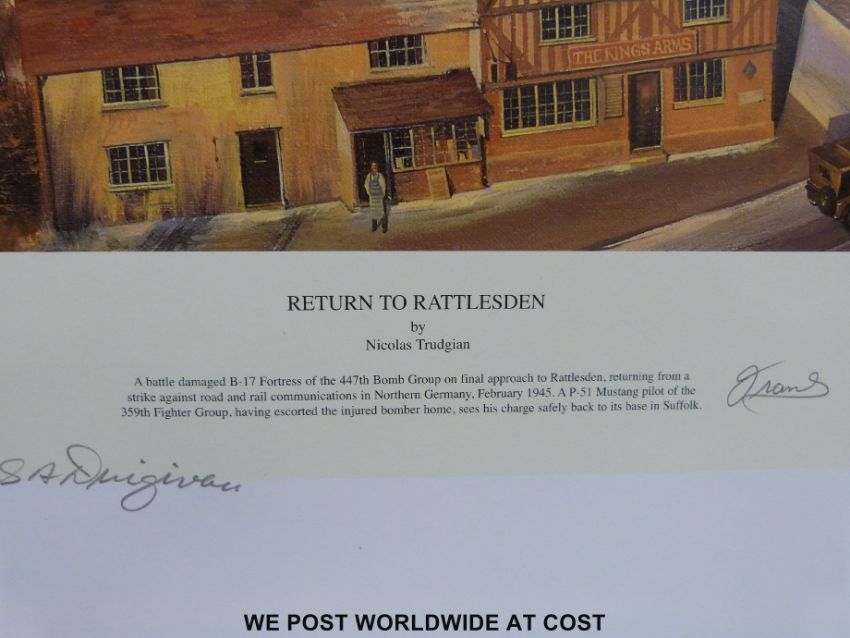 THE KINGS ARMS
RETURN TO RATTLESDEN
by
Nicolas Trudgian
A battle damaged B-17 Fortress of the 447th Bomb Group on final approach to Rattlesden, returning from a
strike against road and rail communications in Northern Germany, February 1945. A P-51 Mustang pilot of the
359th Fighter Group, having escorted the injured bomber home, sees his charge safely back to its base in Suffolk.
WE POST WORLDWIDE AT COST